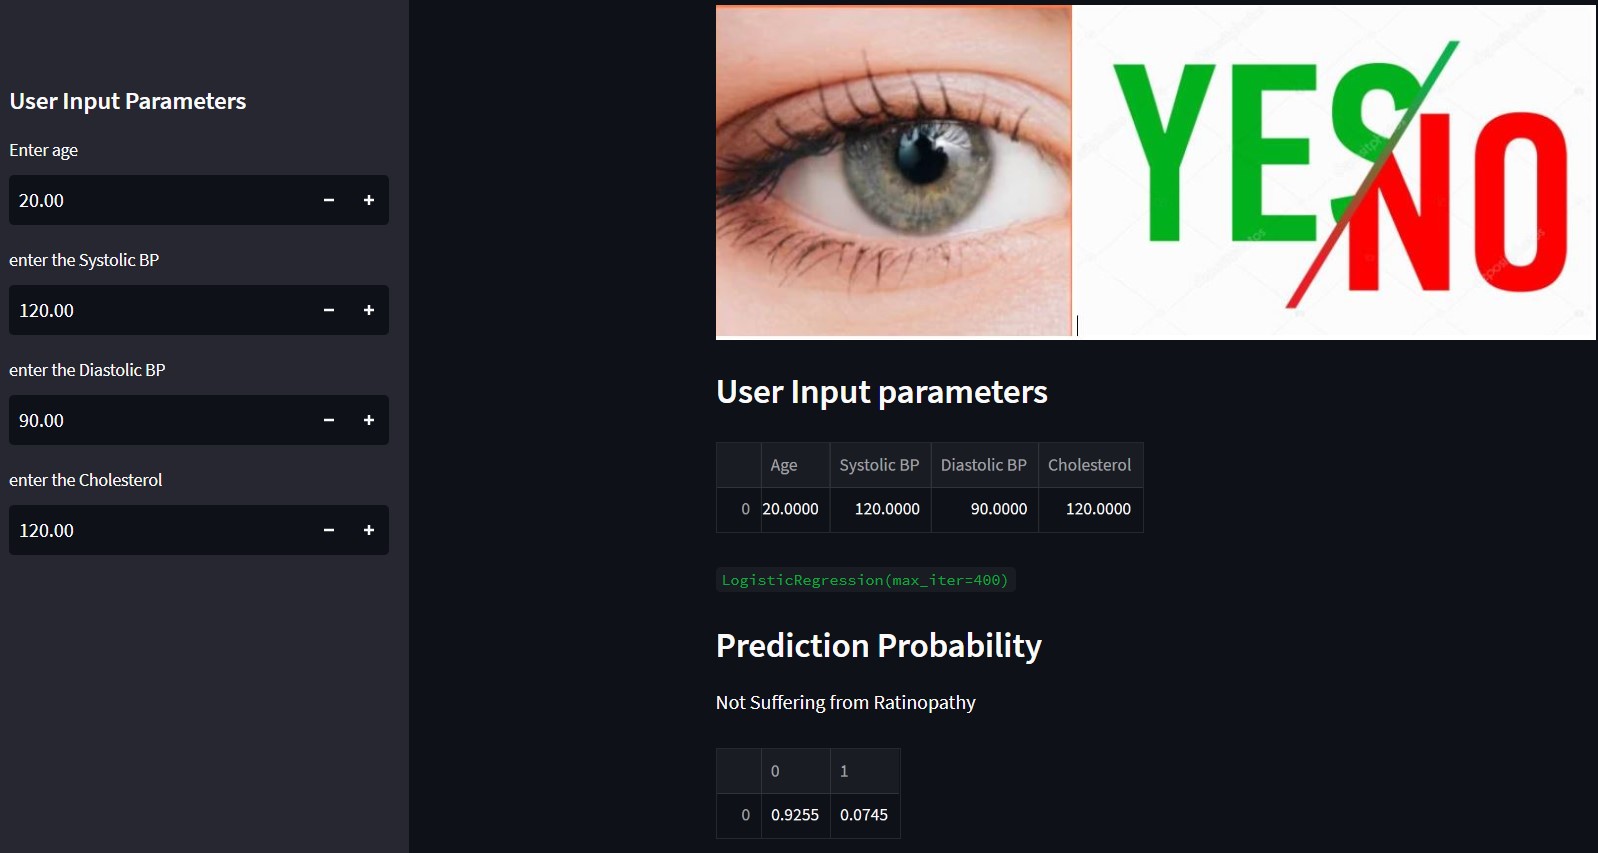 User Input Parameters
Enter age
20.00
enter the Systolic BP
120.00
enter the Diastolic BP
90.00
enter the Cholesterol
120.00
YES
NO
User Input parameters
Age Systolic BP Diastolic BP Cholesterol
0 20.0000 120.0000 90.0000 120.0000
LogisticRegression(max_iter=400)
Prediction Probability
Not Suffering from Ratinopathy
0 1
0 0.9255 0.0745